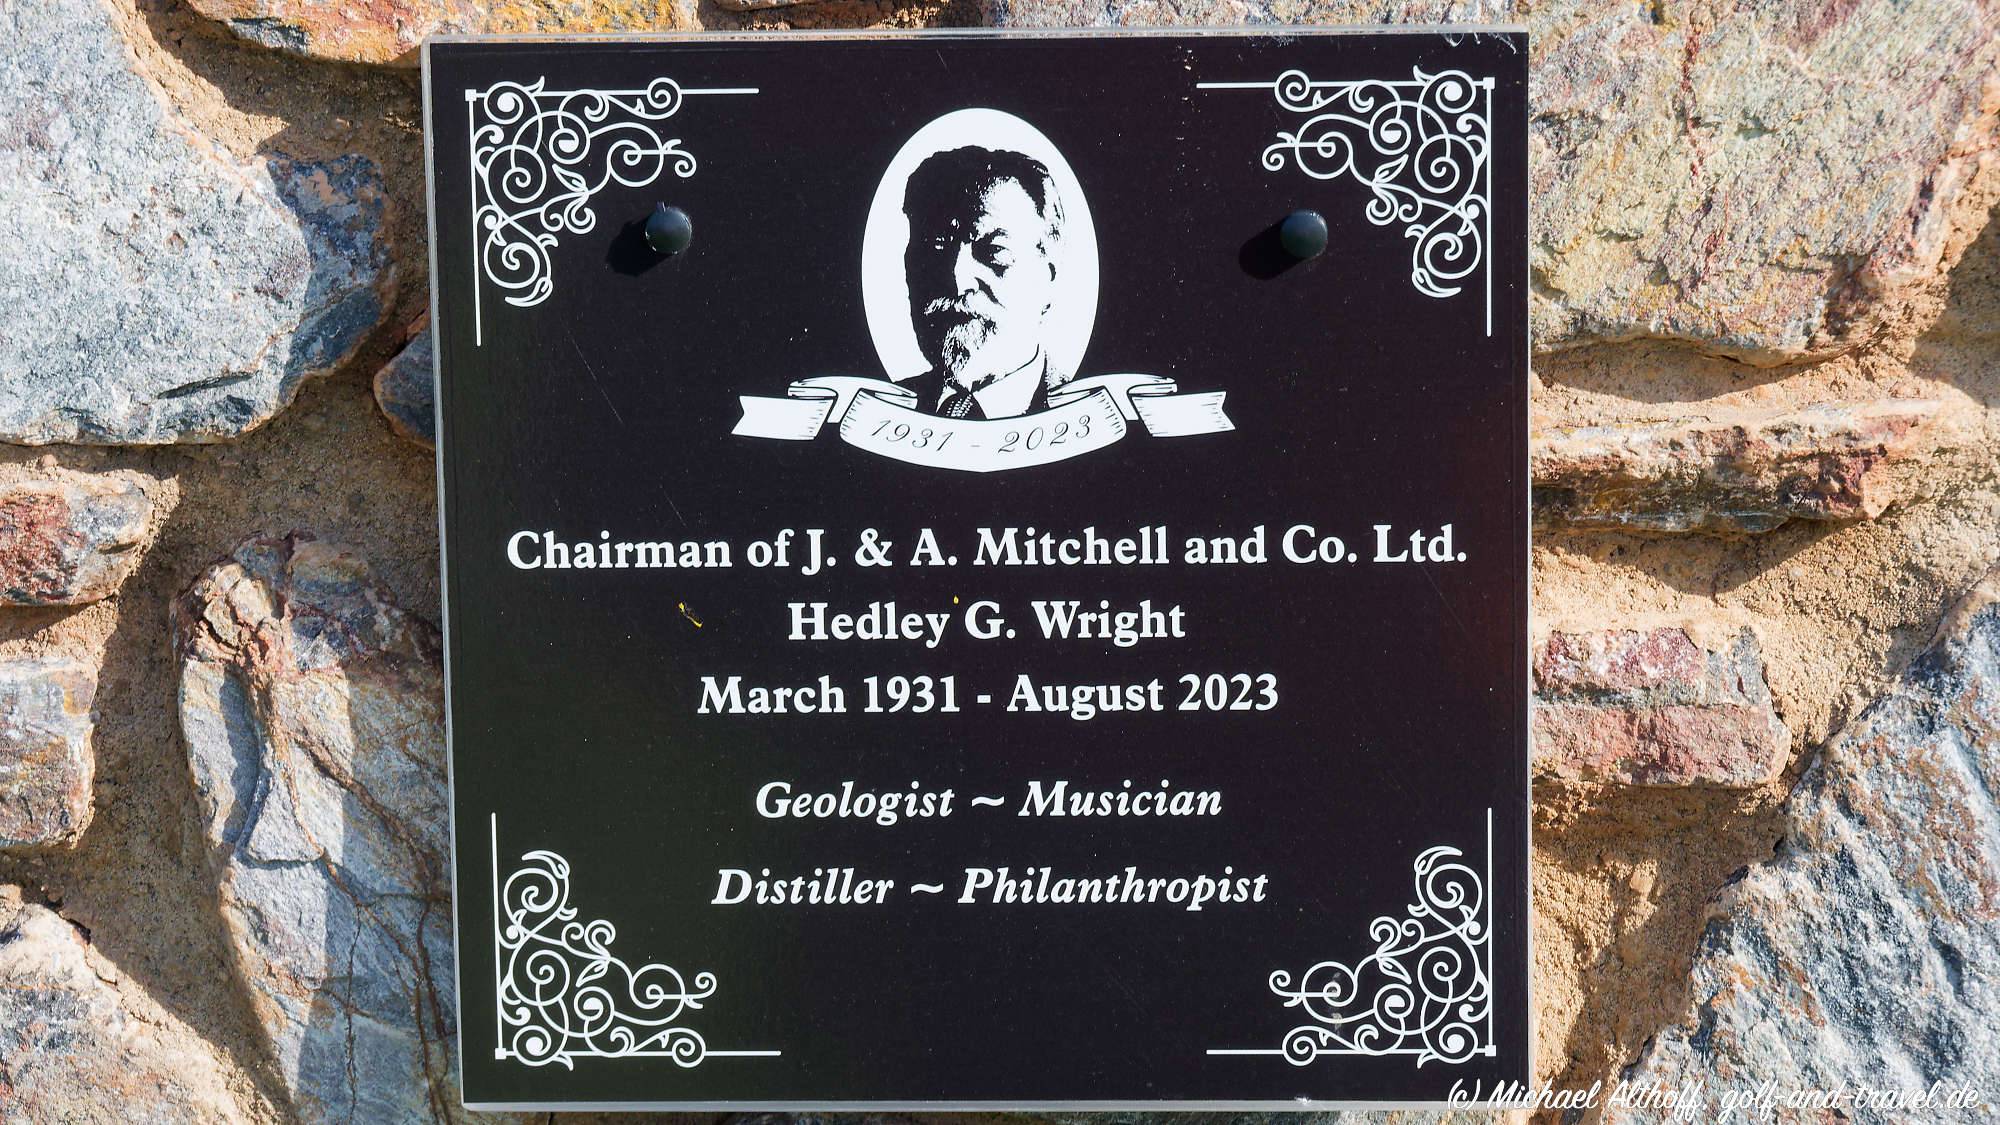 1931 - 2023
Chairman of J. & A. Mitchell and Co. Ltd.
Hedley G. Wright
March 1931 - August 2023
Geologist ~ Musician
Distiller ~ Philanthropist
(c) Michael Althoff, golf-and-travel.de